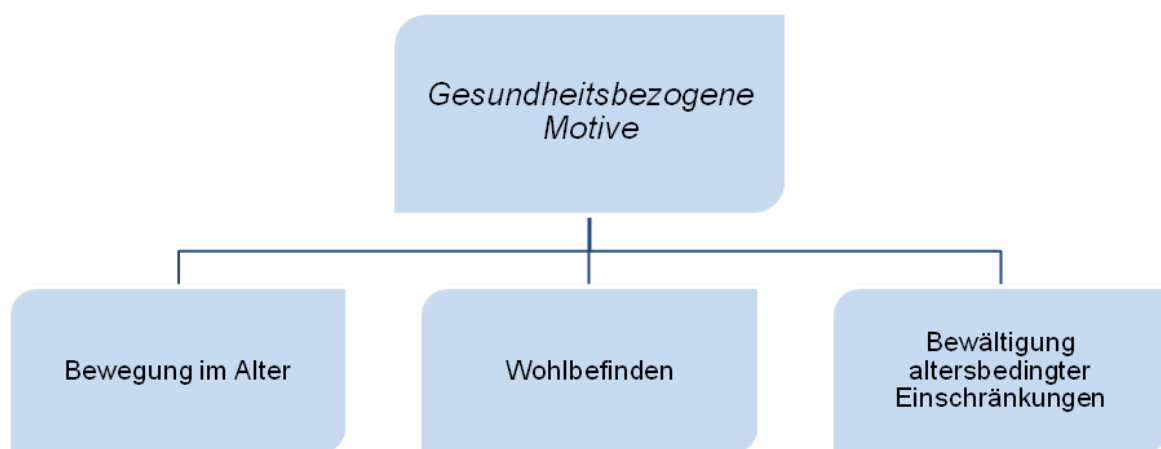 Gesundheitsbezogene
Motive
Bewegung im Alter
Wohlbefinden
Bewältigung
altersbedingter
Einschränkungen